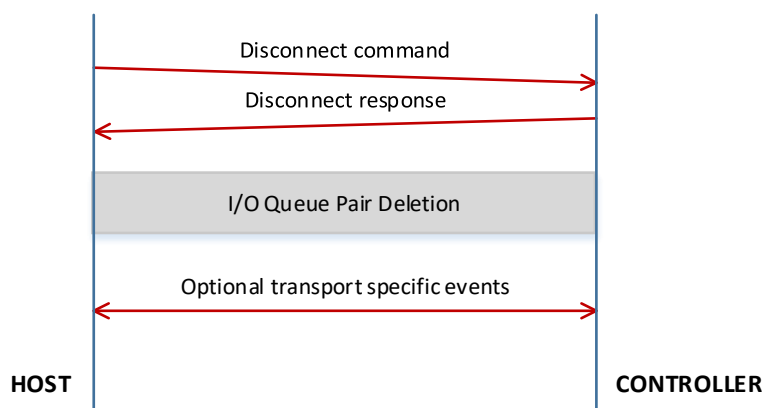 Disconnect command
Disconnect response
I/O Queue Pair Deletion
Optional transport specific events
HOST
CONTROLLER